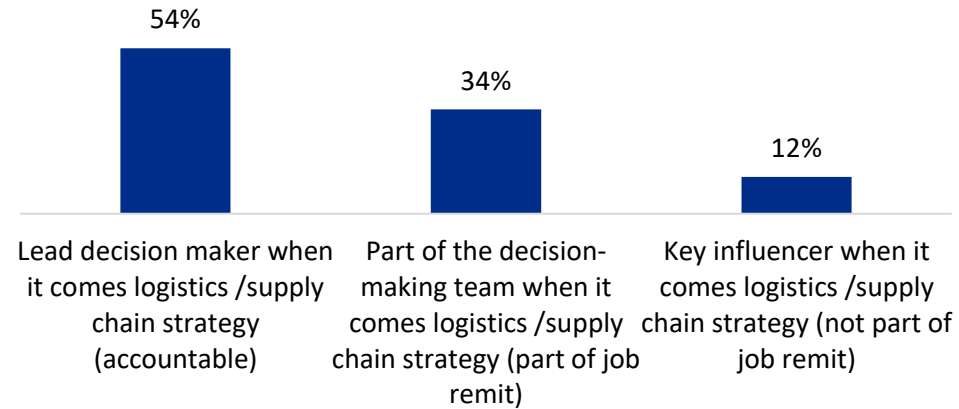 54%
34%
12%
Lead decision maker when
it comes logistics /supply
chain strategy
(accountable)
Part of the decision-
making team when it
comes logistics /supply
chain strategy (part of job
remit)
Key influencer when it
comes logistics /supply
chain strategy (not part of
job remit)